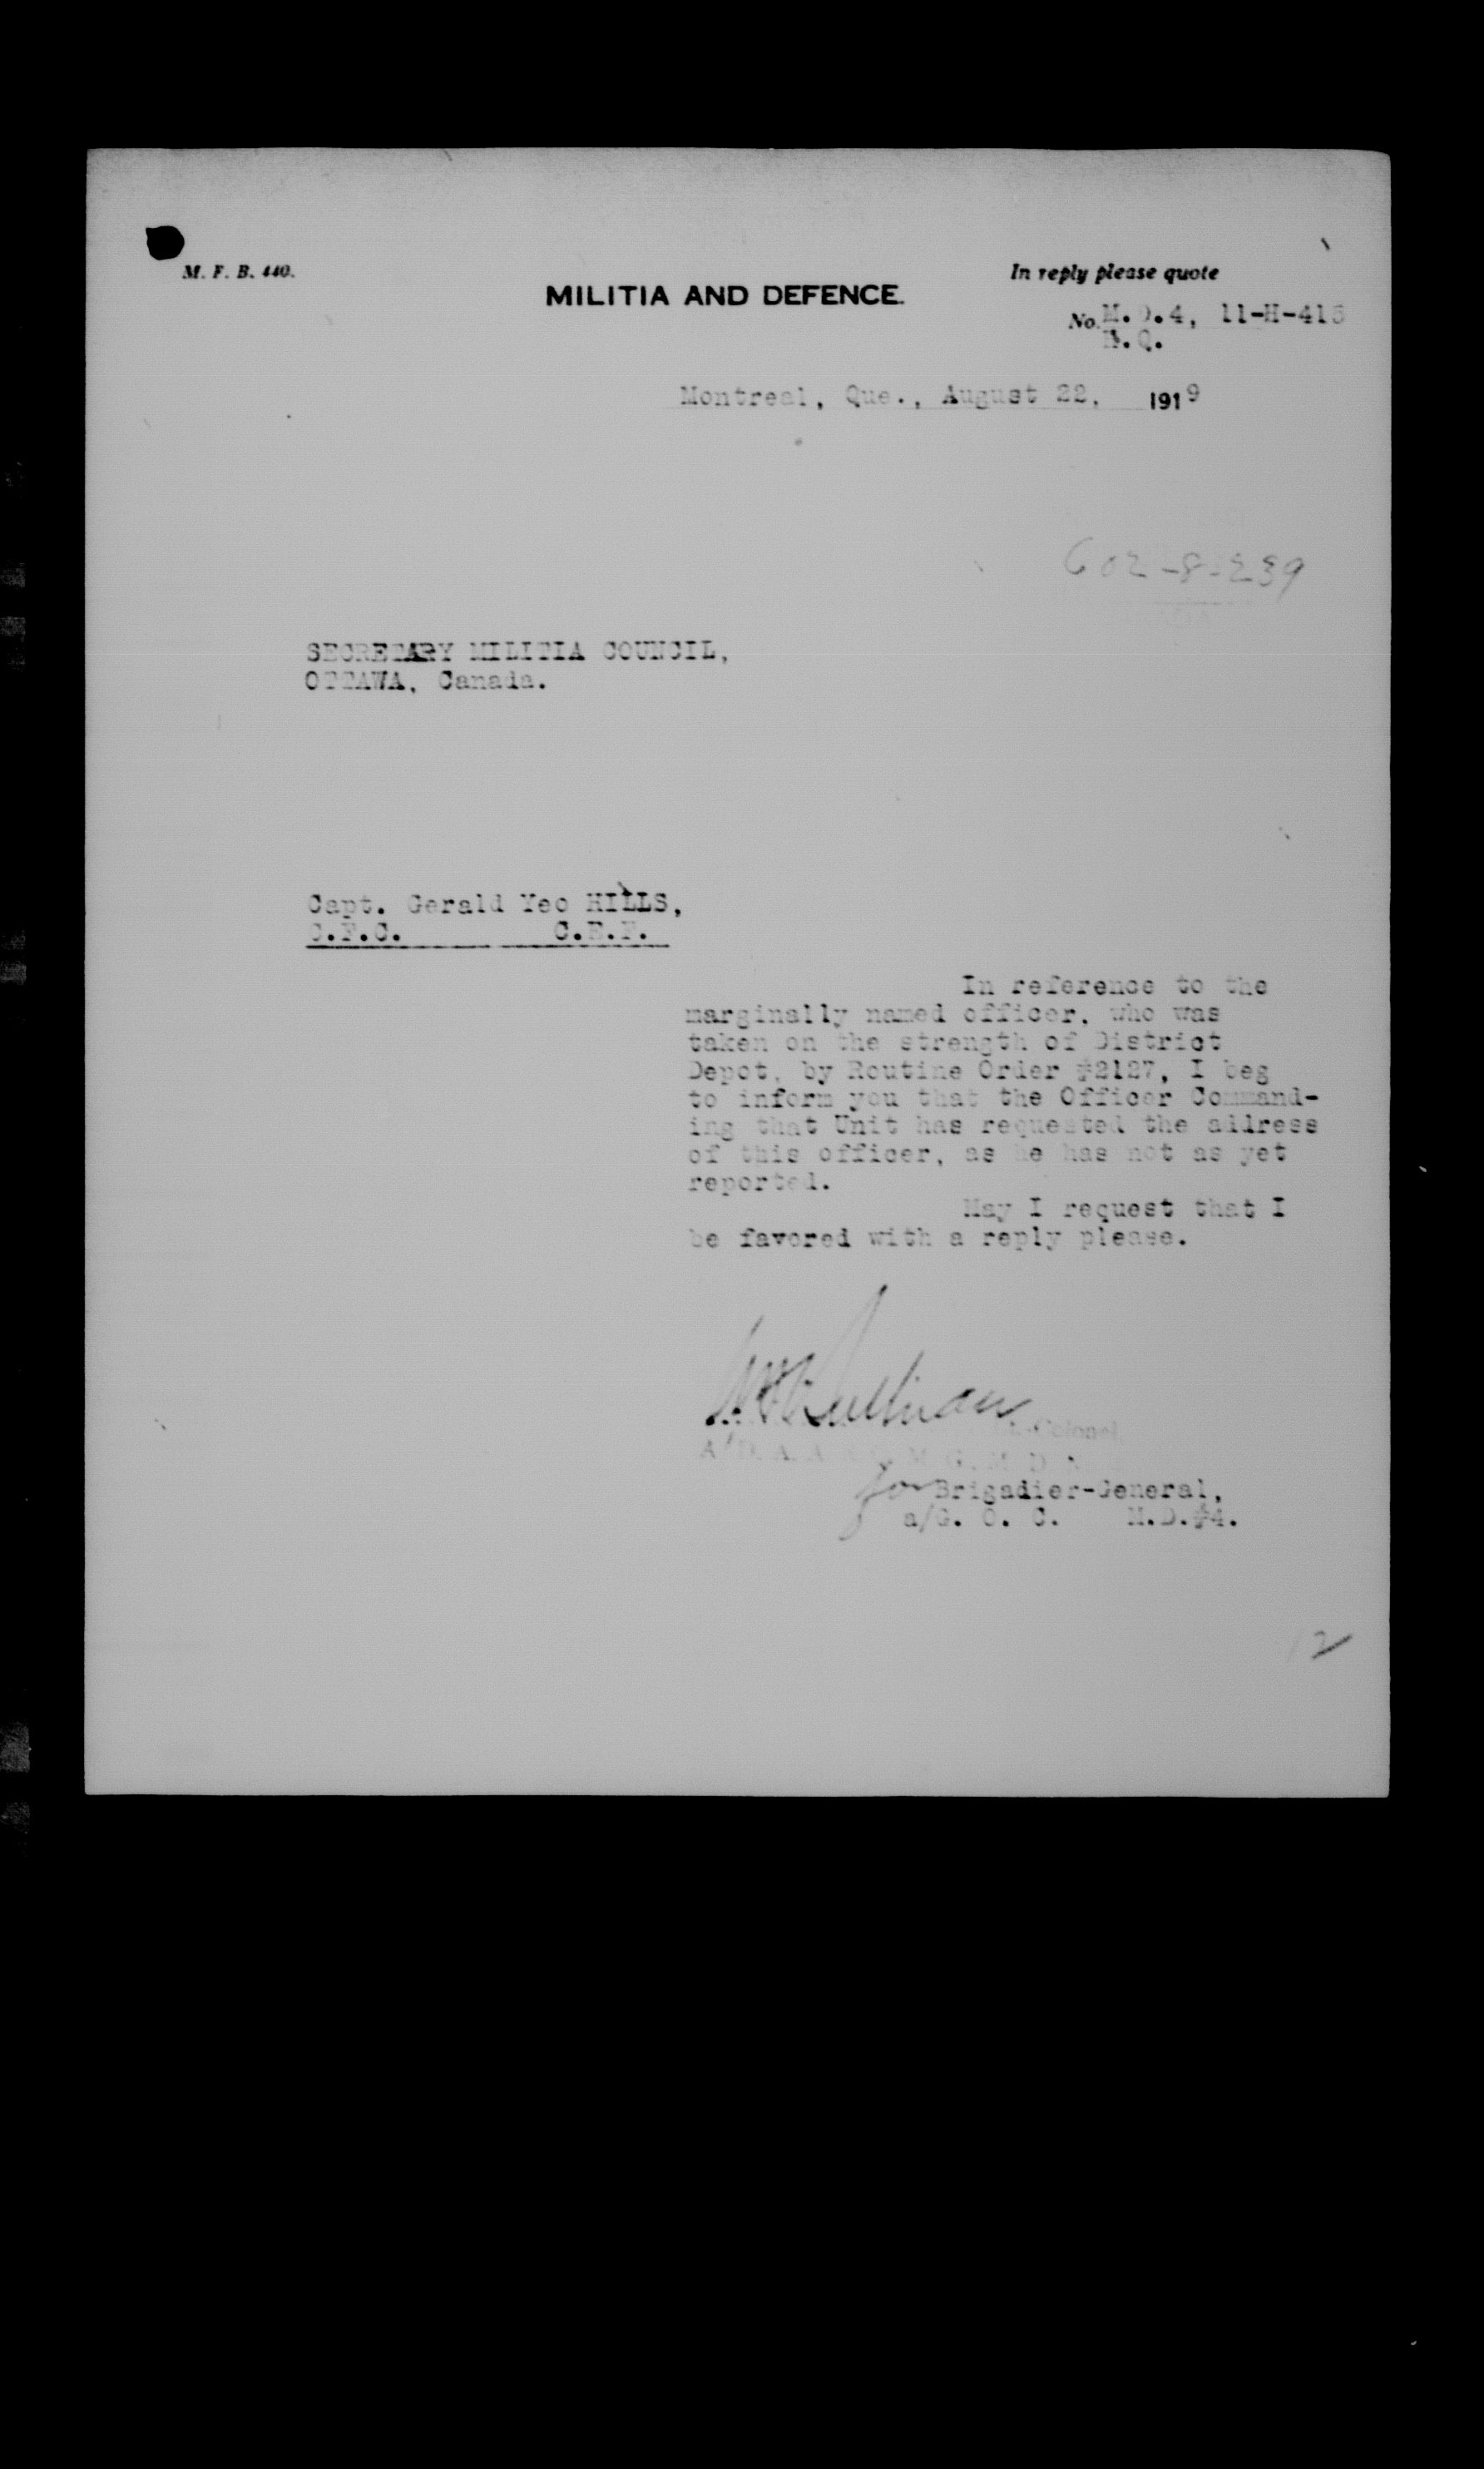 M. F. B. 440.
In reply please quote
MILITIA AND DEFENCE.
No. M.D.4, 11-H-415
D.Q.
Montreal, Que., August 22, 1919
602-8-239
SECRETARY MILITIA COUNCIL,
OTTAWA, Canada.
Capt. Gerald Yeo HILLS,
C.F.C. C.E.F.
In reference to the
marginally named officer, who was
taken on the strength of District
Depot, by Routine Order #2127, I beg
to inform you that the Officer Command-
ing that Unit has requested the address
of this officer, as he has not as yet
reported.
May I request that I
be favored with a reply please.
Sullivan
Colonel,
for Brigadier-General,
a/G. O. C. M.D.#4.
12